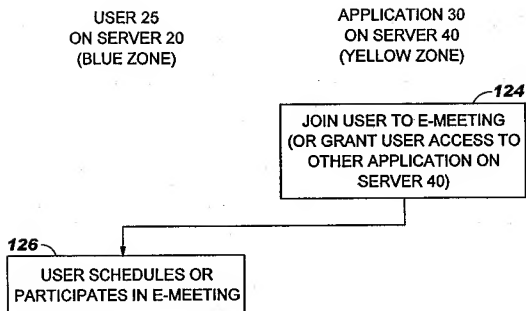 USER 25
ON SERVER 20
(BLUE ZONE)
APPLICATION 30
ON SERVER 40
(YELLOW ZONE)
124
JOIN USER TO E-MEETING
(OR GRANT USER ACCESS TO
OTHER APPLICATION ON
SERVER 40)
126
USER SCHEDULES OR
PARTICIPATES IN E-MEETING